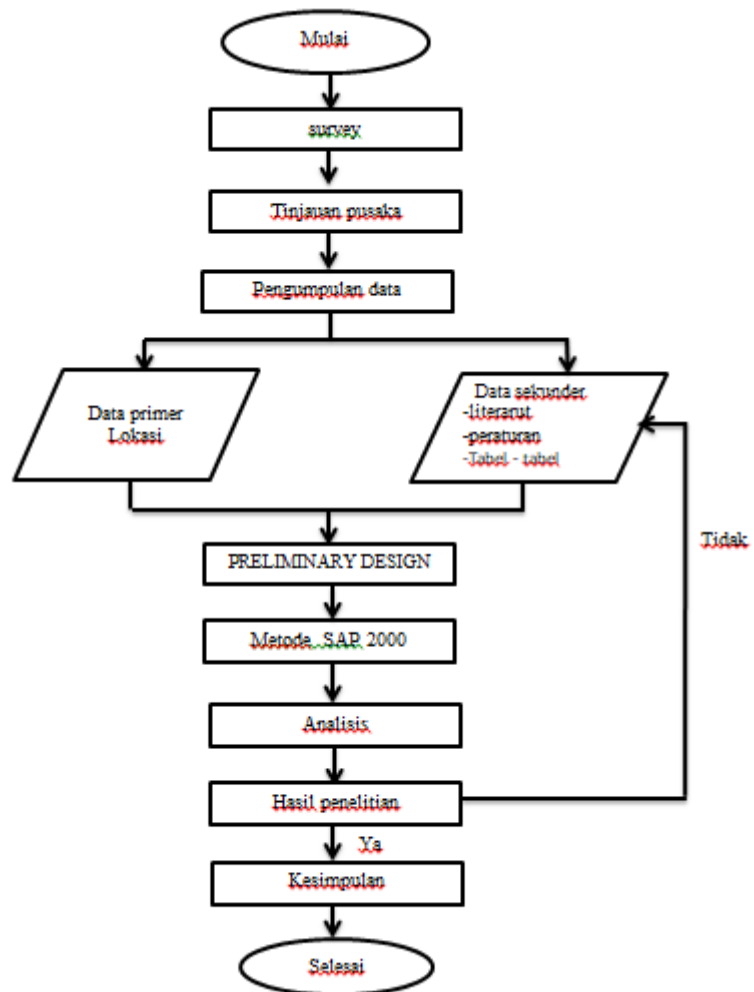 Mulai
survey
Tinjauan pusaka
Pengumpulan data
Data primer
Lokasi
Data sekunder
-literarut
-peraturan
-Tabel - tabel
PRELIMINARY DESIGN
Metode SAP 2000
Analisis
Hasil penelitian
Tidak
Ya
Kesimpulan
Selesai